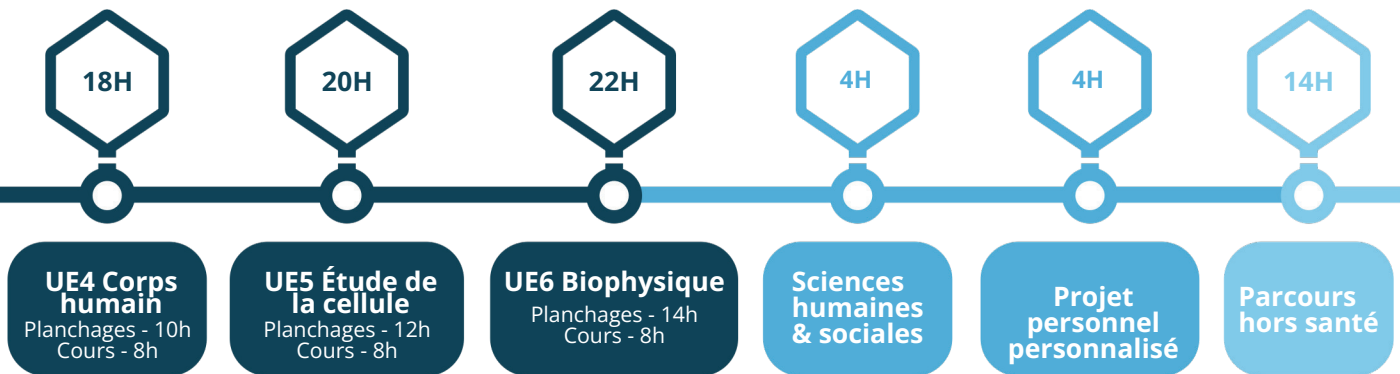 18H
20H
22H
4H
4H
14H
UE4 Corps
humain
Planchages - 10h
Cours - 8h
UE5 Étude de
la cellule
Planchages - 12h
Cours - 8h
UE6 Biophysique
Planchages - 14h
Cours - 8h
Sciences
humaines
& sociales
Projet
personnel
personnalisé
Parcours
hors santé